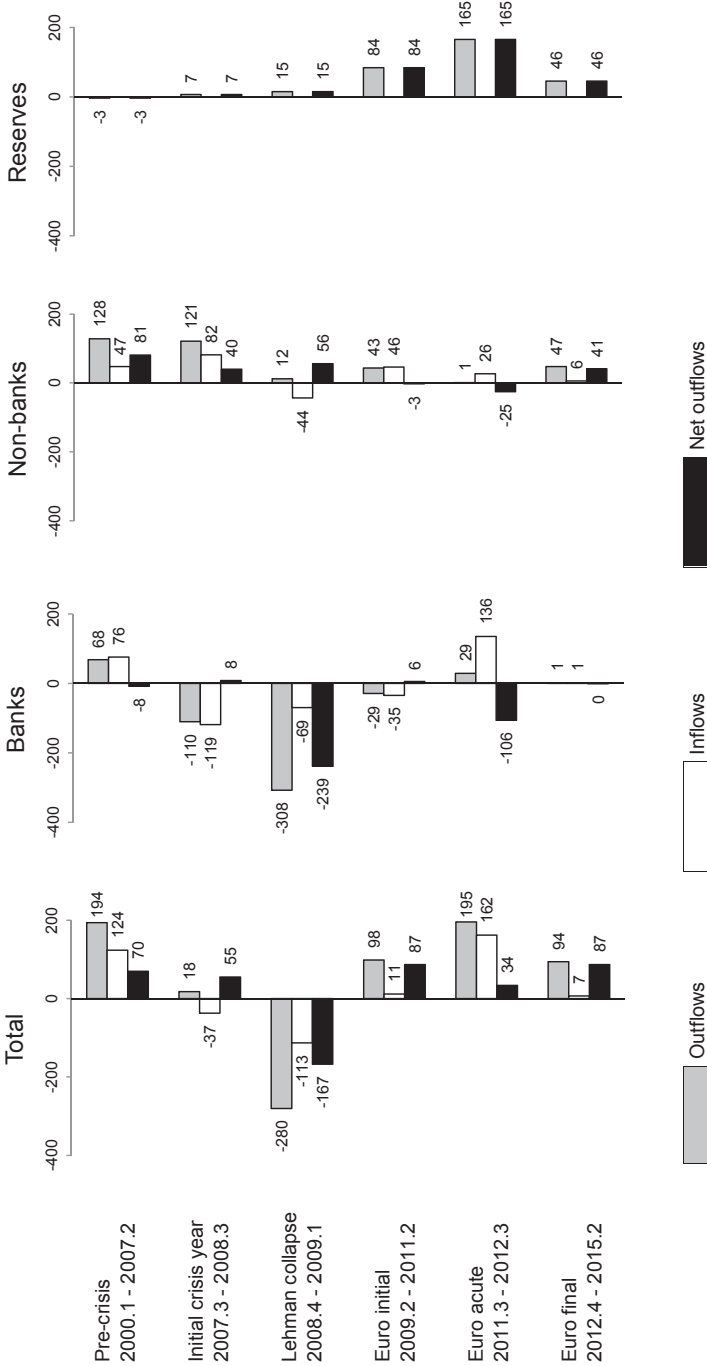 Total
Banks
Non-banks
Reserves
-400 -200 0 200
-400 -200 0 200
-400 -200 0 200
-400 -200 0 200
Pre-crisis
2000.1 - 2007.2
194
124
70
68
76
-8
128
47
81
-3
-3
Initial crisis year
2007.3 - 2008.3
18
-37
55
-110
-119
8
121
82
40
7
7
Lehman collapse
2008.4 - 2009.1
-280
-113
-167
-308
-69
-239
12
-44
56
15
15
Euro initial
2009.2 - 2011.2
98
11
87
-29
-35
6
43
46
-3
84
84
Euro acute
2011.3 - 2012.3
195
162
34
29
136
-106
1
26
-25
165
165
Euro final
2012.4 - 2015.2
94
7
87
1
1
0
47
6
41
46
46
Outflows
Inflows
Net outflows